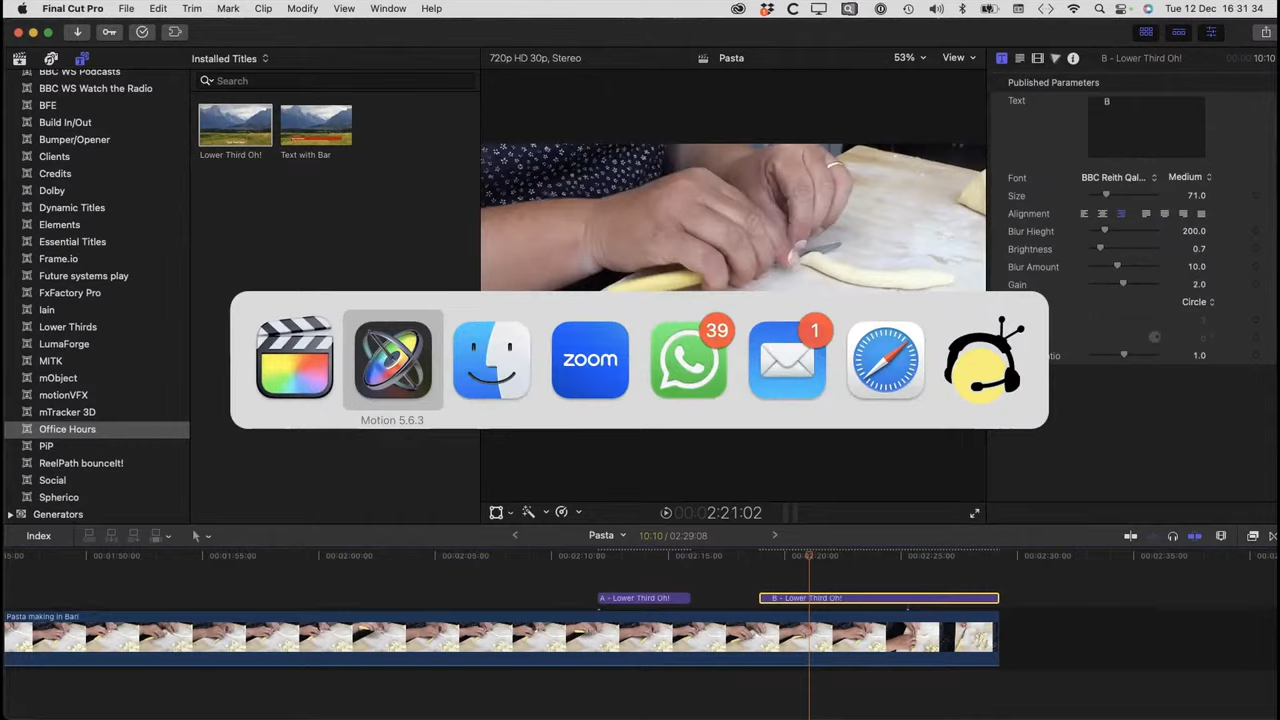 Final Cut Pro File Edit Trim Mark Clip Modify View Window Help Tue 12 Dec 16 31 34
Installed Titles 720p HD 30p, Stereo Pasta 53% View B - Lower Third Oh! 10:10
BBC WS Podcasts
BBC WS Watch the Radio
BFE
Build In/Out
Bumper/Openner
Clients
Credits
Dolby
Dynamic Titles
Elements
Essential Titles
Frame.io
Future systems play
FxFactory Pro
Iain
Lower Thirds
LumaForge
MITK
mObject
motionVFX
mTracker 3D
Office Hours
PiP
ReelPath bounceIt!
Social
Spherico
Generators
Search
Lower Third Oh! Text with Bar
Published Parameters
Text B
Font BBC Reith Qal... Medium
Size 71.0
Alignment
Blur Hieght 200.0
Brightness 0.7
Blur Amount 10.0
Gain 2.0
Circle
1.0
zoom
39
1
Motion 5.6.3
2:21:02
Index Pasta 10:10 / 02:29:08
00:01:50:00 00:01:55:00 00:02:00:00 00:02:05:00 00:02:10:00 00:02:15:00 00:02:20:00 00:02:25:00 00:02:30:00 00:02:35:00
A - Lower Third Oh! B - Lower Third Oh!
Pasta making in Bari